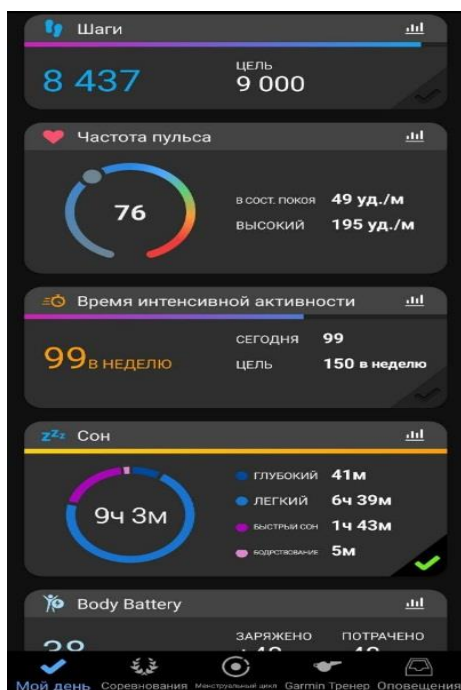 Шаги
8 437
ЦЕЛЬ
9 000
Частота пульса
76
В СОСТ. ПОКОЯ 49 уд./м
ВЫСОКИЙ 195 уд./м
Время интенсивной активности
99 В НЕДЕЛЮ
СЕГОДНЯ 99
ЦЕЛЬ 150 в неделю
zzz Сон
9ч 3м
ГЛУБОКИЙ 41м
ЛЕГКИЙ 6ч 39м
БЫСТРЫЙ СОН 1ч 43м
БОДРСТВОВАНИЕ 5м
Body Battery
ЗАРЯЖЕНО ПОТРАЧЕНО
Мой день Соревнования Менструальный цикл Garmin Тренер Оповещения